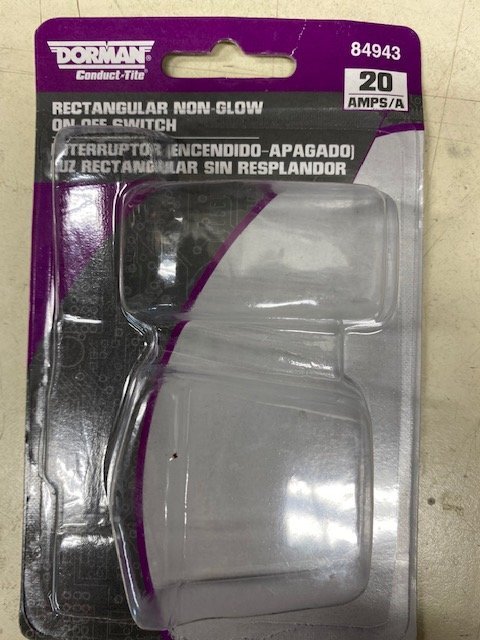 DORMAN®
Conduct-Tite®
84943
20
AMPS/A
RECTANGULAR NON-GLOW
ON-OFF SWITCH
INTERRUPTOR (ENCENDIDO-APAGADO)
LUZ RECTANGULAR SIN RESPLANDOR